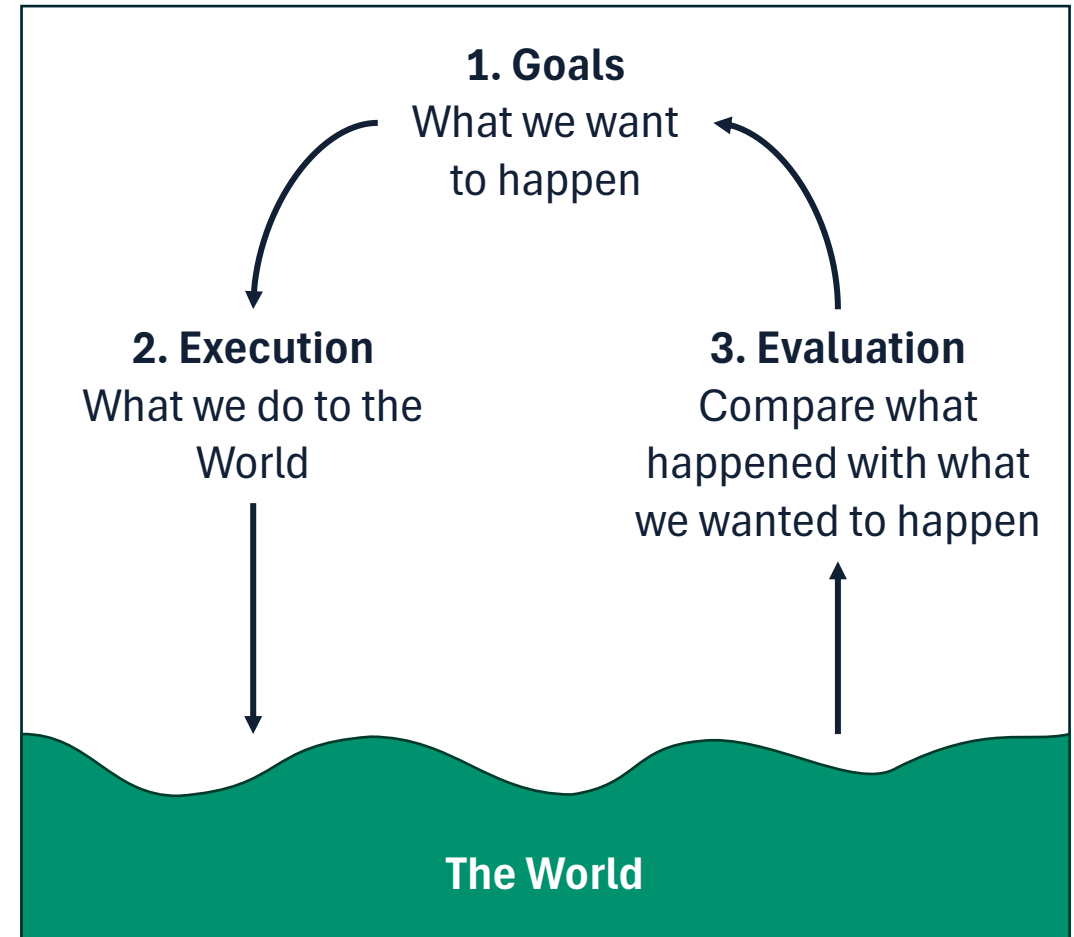 1. Goals
What we want
to happen
2. Execution
What we do to the
World
3. Evaluation
Compare what
happened with what
we wanted to happen
The World